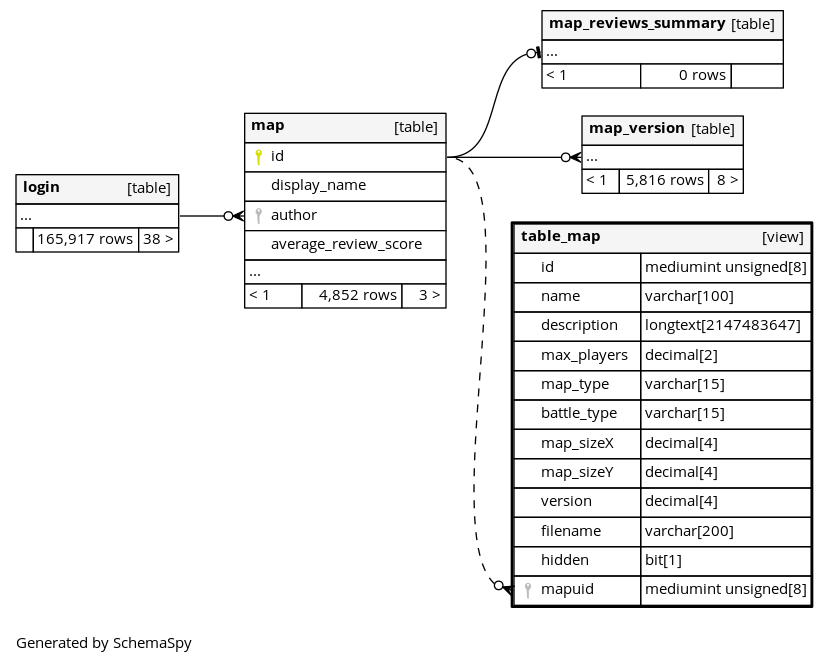 map_reviews_summary [table]
...
< 1 0 rows
map [table]
id
display_name
author
average_review_score
...
< 1 4,852 rows 3 >
map_version [table]
...
< 1 5,816 rows 8 >
login [table]
...
165,917 rows 38 >
table_map [view]
id mediumint unsigned[8]
name varchar[100]
description longtext[2147483647]
max_players decimal[2]
map_type varchar[15]
battle_type varchar[15]
map_sizeX decimal[4]
map_sizeY decimal[4]
version decimal[4]
filename varchar[200]
hidden bit[1]
mapuid mediumint unsigned[8]
Generated by SchemaSpy